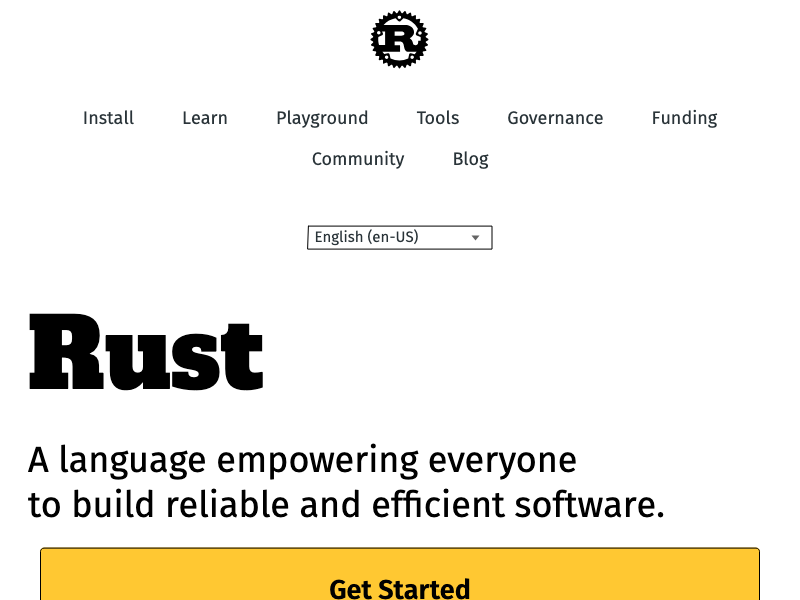 R
Install Learn Playground Tools Governance Funding
Community Blog
English (en-US)
Rust
A language empowering everyone
to build reliable and efficient software.
Get Started